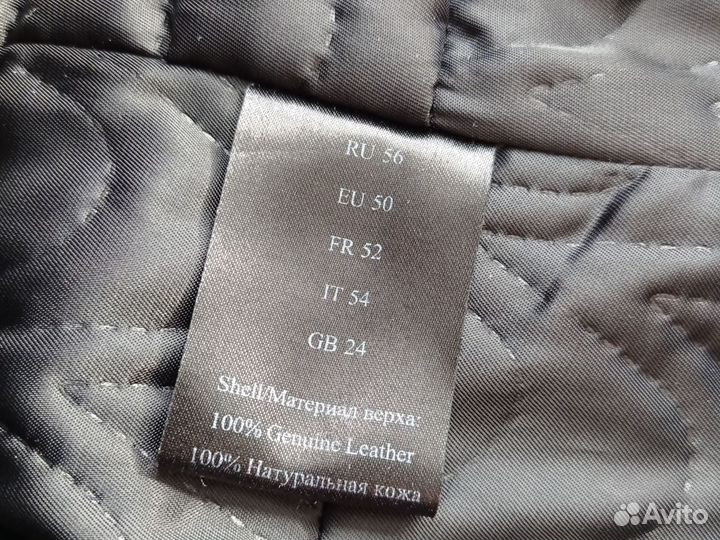 RU 56
EU 50
FR 52
IT 54
GB 24
Shell/Материал верха:
100% Genuine Leather
100% Натуральная кожа
Avito